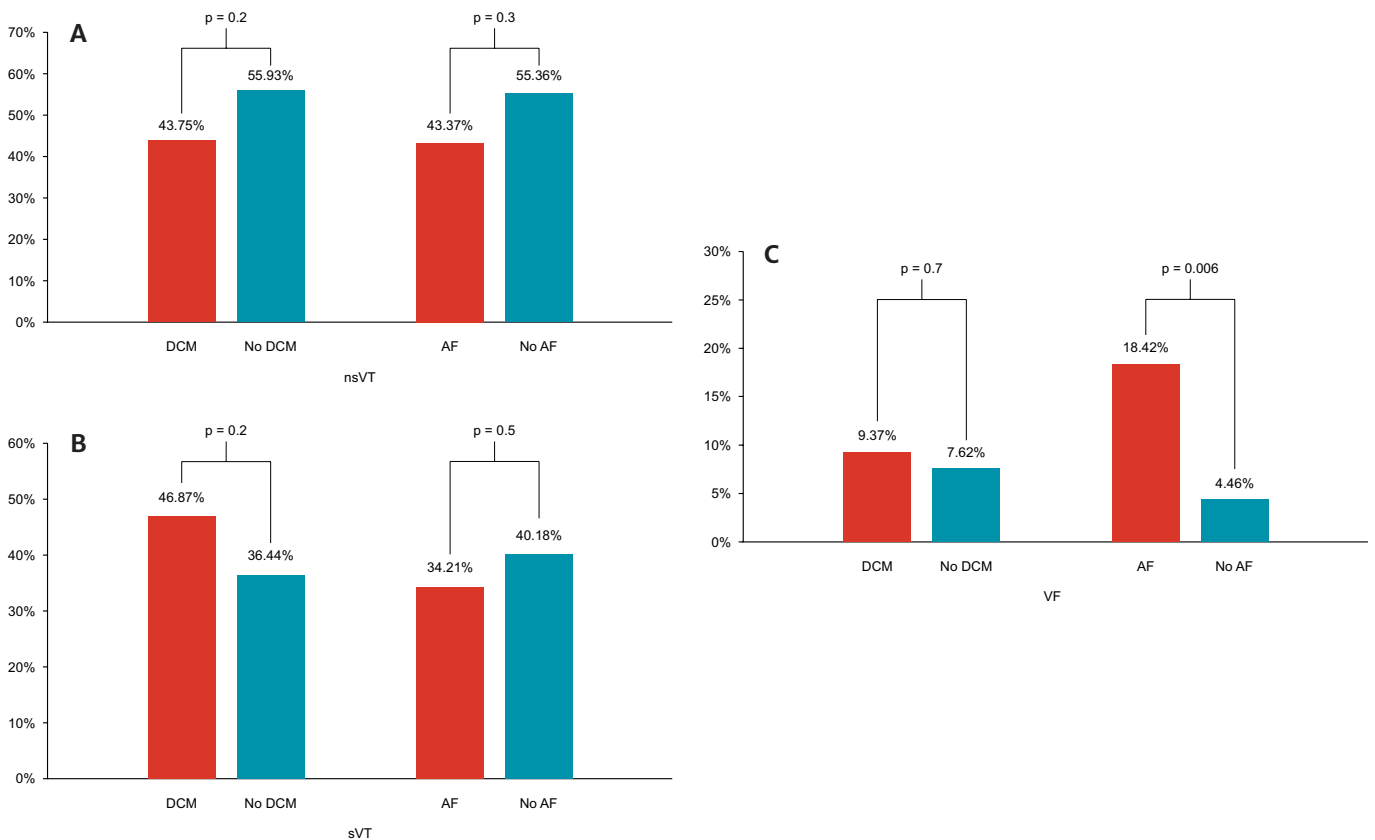 A
p = 0.2
p = 0.3
70%
60%
50%
40%
30%
20%
10%
0%
43.75%
55.93%
43.37%
55.36%
DCM
No DCM
AF
No AF
nsVT
B
p = 0.2
p = 0.5
60%
50%
40%
30%
20%
10%
0%
46.87%
36.44%
34.21%
40.18%
DCM
No DCM
AF
No AF
sVT
C
p = 0.7
p = 0.006
30%
25%
20%
15%
10%
5%
0%
9.37%
7.62%
18.42%
4.46%
DCM
No DCM
AF
No AF
VF